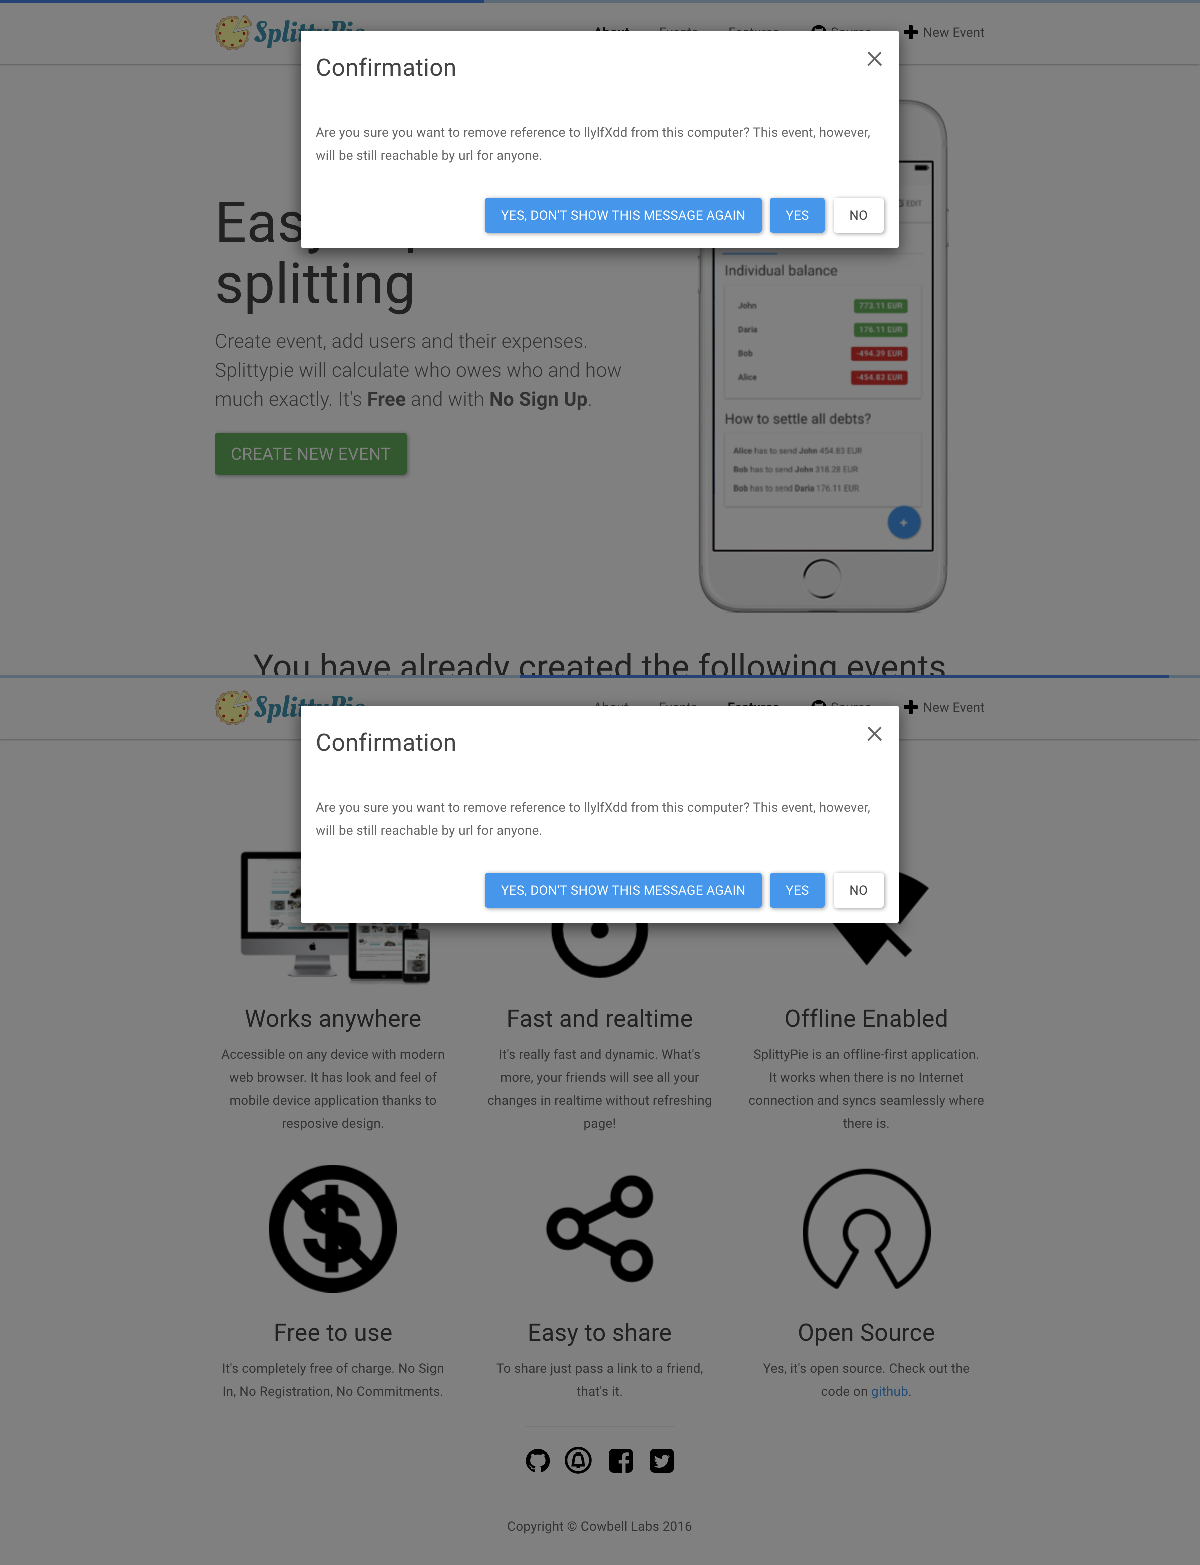 SplittyPie
About Events Features Source New Event
Confirmation
Are you sure you want to remove reference to IlyIfXdd from this computer? This event, however,
will be still reachable by url for anyone.
YES, DON'T SHOW THIS MESSAGE AGAIN YES NO
splitting
Create event, add users and their expenses.
Splittypie will calculate who owes who and how
much exactly. It's Free and with No Sign Up.
CREATE NEW EVENT
EDIT
Individual balance
John 773.11 EUR
Daria 176.11 EUR
Bob -494.39 EUR
Alice -454.83 EUR
How to settle all debts?
Alice has to send John 454.83 EUR
Bob has to send John 318.28 EUR
Bob has to send Daria 176.11 EUR
You have already created the following events
SplittyPie
About Events Features Source New Event
Confirmation
Are you sure you want to remove reference to IlyIfXdd from this computer? This event, however,
will be still reachable by url for anyone.
YES, DON'T SHOW THIS MESSAGE AGAIN YES NO
Works anywhere
Accessible on any device with modern
web browser. It has look and feel of
mobile device application thanks to
resposive design.
Fast and realtime
It's really fast and dynamic. What's
more, your friends will see all your
changes in realtime without refreshing
page!
Offline Enabled
SplittyPie is an offline-first application.
It works when there is no Internet
connection and syncs seamlessly where
there is.
Free to use
It's completely free of charge. No Sign
In, No Registration, No Commitments.
Easy to share
To share just pass a link to a friend,
that's it.
Open Source
Yes, it's open source. Check out the
code on github.
Copyright © Cowbell Labs 2016